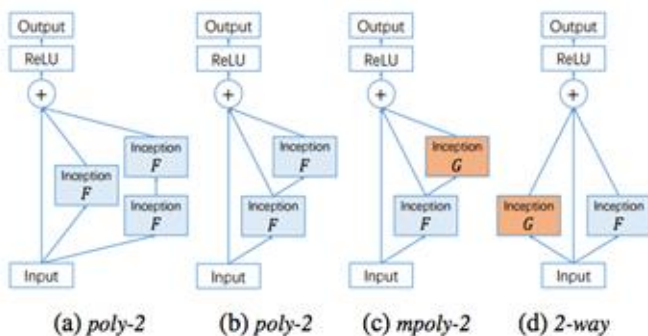 Output Output Output Output
ReLU ReLU ReLU ReLU
+ + + +
Inception
F
Inception
F
Inception
F
Inception
F
Inception
F
Inception
G
Inception
F
Inception
G
Inception
F
Input Input Input Input
(a) poly-2 (b) poly-2 (c) mpoly-2 (d) 2-way